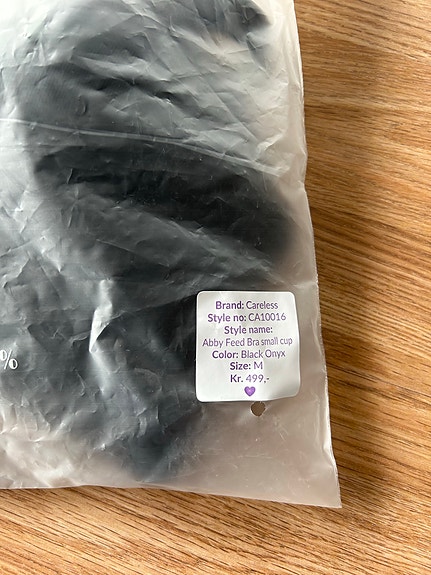 %
Brand: Careless
Style no: CA10016
Style name:
Abby Feed Bra small cup
Color: Black Onyx
Size: M
Kr. 499,-